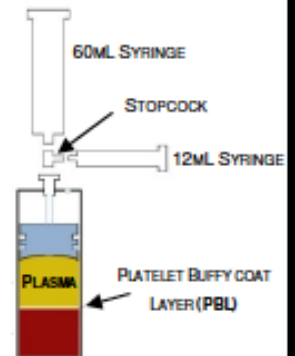 60ML SYRINGE
STOPCOCK
12ML SYRINGE
PLASMA
PLATELET BUFFY COAT
LAYER (PBL)